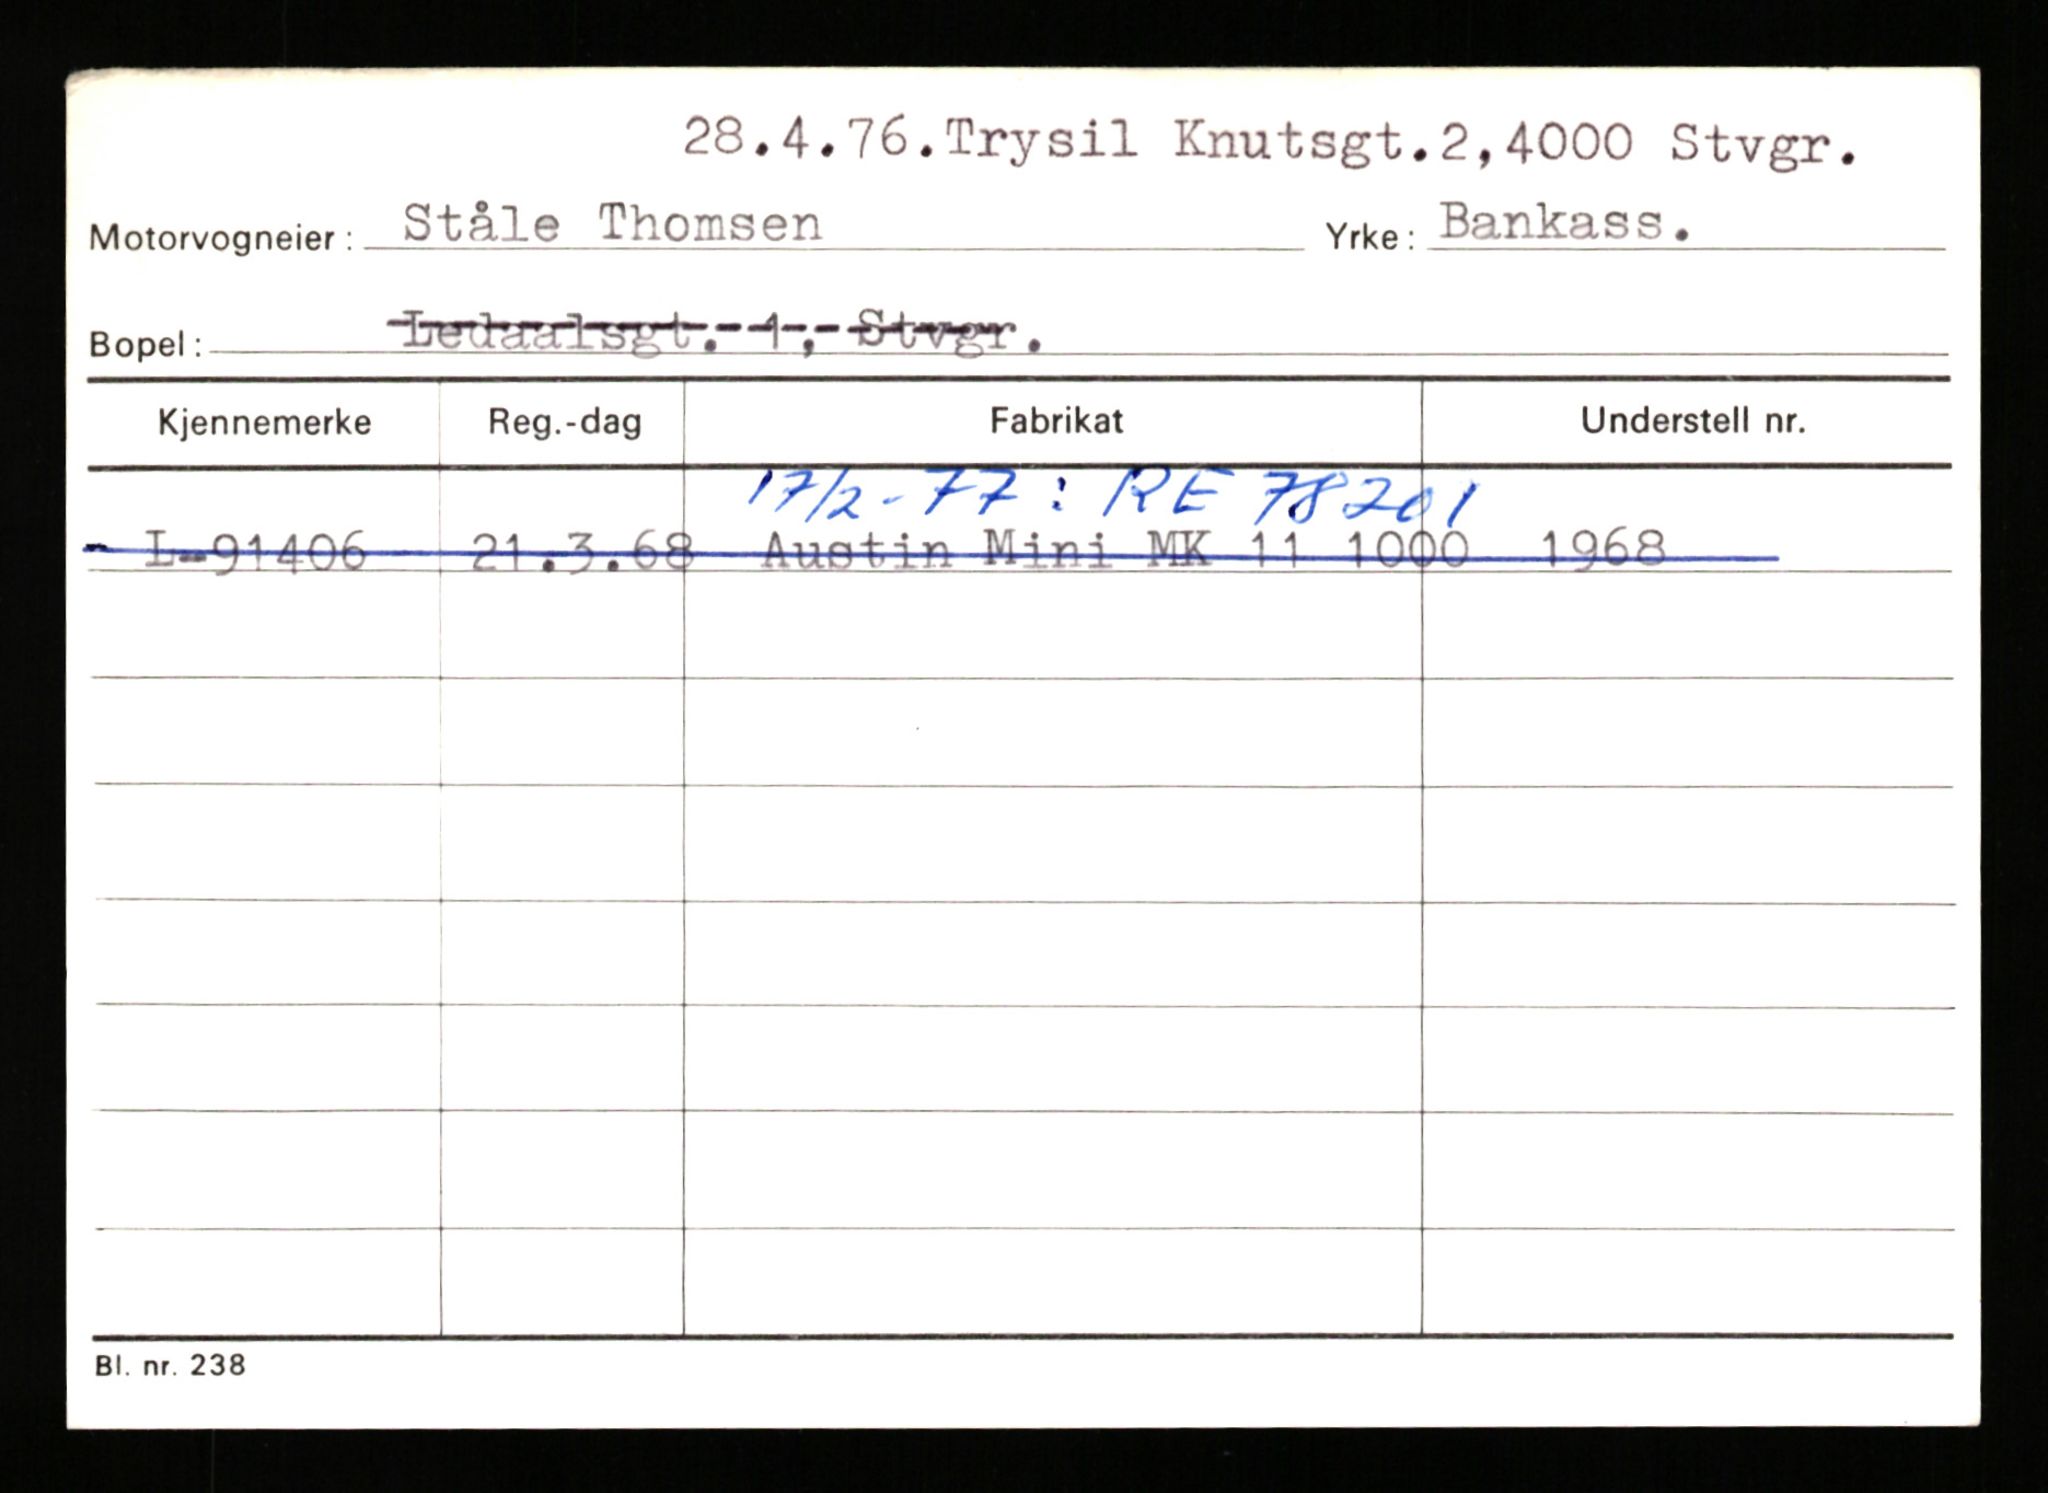 28.4.76.Trysil Knutsgt.2,4000 Stvgr.
Motorvogneier: Ståle Thomsen Yrke: Bankass.
Bopel: Ledaalsgt. 1, Stvgr.
Kjennemerke Reg.-dag Fabrikat Understell nr.
17/2-77: RE 78201
L-91406 21.3.68 Austin Mini MK 11 1000 1968
Bl. nr. 238